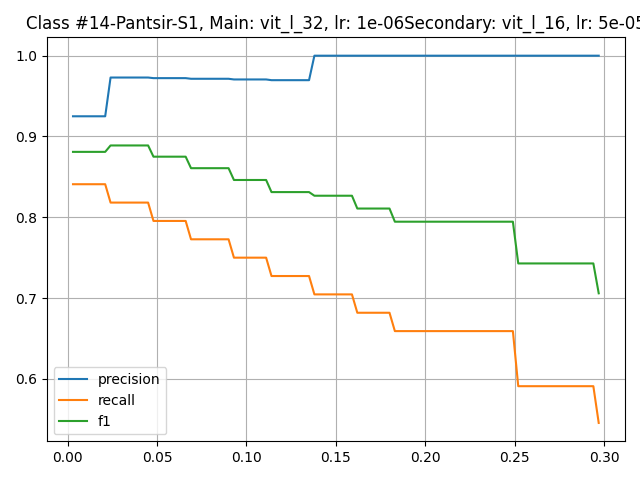 Class #14-Pantsir-S1, Main: vit_l_32, lr: 1e-06Secondary: vit_l_16, lr: 5e-05
1.0
0.9
0.8
0.7
0.6
precision
recall
f1
0.00 0.05 0.10 0.15 0.20 0.25 0.30